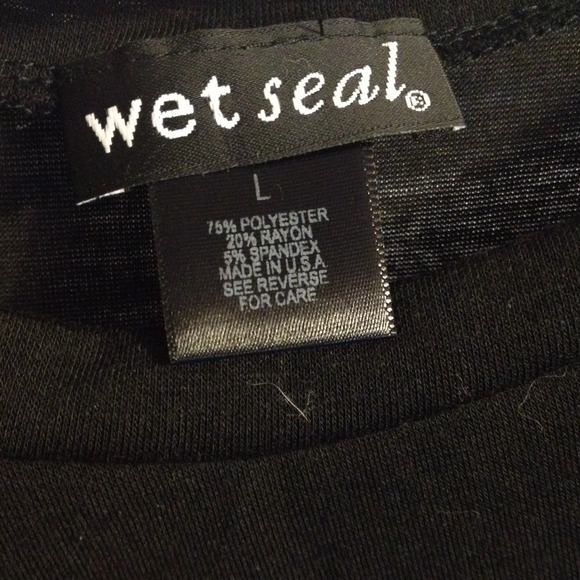 wet seal®
L
75% POLYESTER
20% RAYON
5% SPANDEX
MADE IN U.S.A
SEE REVERSE
FOR CARE